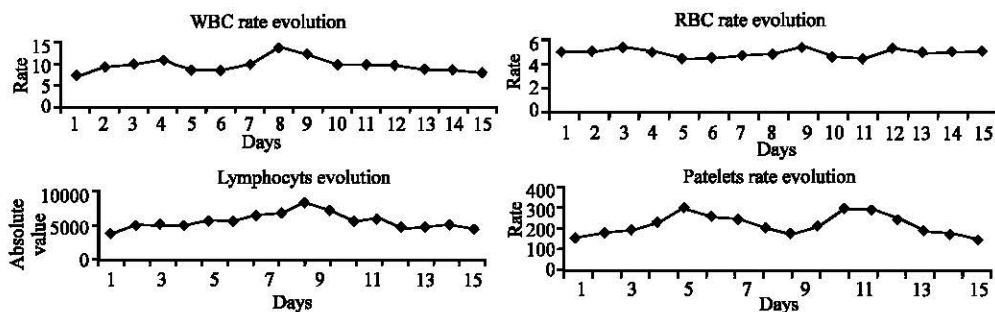 WBC rate evolution
15
10
5
0
Rate
1 2 3 4 5 6 7 8 9 10 11 12 13 14 15
Days
RBC rate evolution
6
4
2
0
Rate
1 2 3 4 5 6 7 8 9 10 11 12 13 14 15
Days
Lymphocyts evolution
10000
5000
0
Absolute
value
1 3 5 7 9 11 13 15
Days
Patelets rate evolution
400
300
200
100
0
Rate
1 3 5 7 8 11 13 15
Days